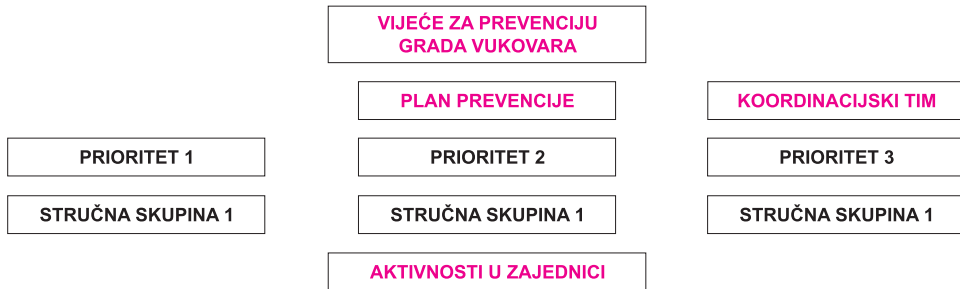 VIJEĆE ZA PREVENCIJU
GRADA VUKOVARA
PLAN PREVENCIJE
KOORDINACIJSKI TIM
PRIORITET 1
PRIORITET 2
PRIORITET 3
STRUČNA SKUPINA 1
STRUČNA SKUPINA 1
STRUČNA SKUPINA 1
AKTIVNOSTI U ZAJEDNICI